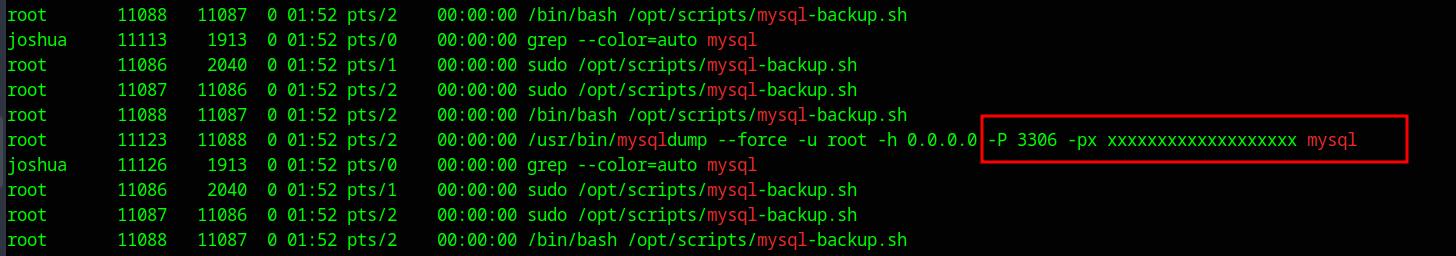 root 11088 11087 0 01:52 pts/2 00:00:00 /bin/bash /opt/scripts/mysql-backup.sh
joshua 11113 1913 0 01:52 pts/0 00:00:00 grep --color=auto mysql
root 11086 2040 0 01:52 pts/1 00:00:00 sudo /opt/scripts/mysql-backup.sh
root 11087 11086 0 01:52 pts/2 00:00:00 sudo /opt/scripts/mysql-backup.sh
root 11088 11087 0 01:52 pts/2 00:00:00 /bin/bash /opt/scripts/mysql-backup.sh
root 11123 11088 0 01:52 pts/2 00:00:00 /usr/bin/mysqldump --force -u root -h 0.0.0.0 -P 3306 -px xxxxxxxxxxxxxxxxxxx mysql
joshua 11126 1913 0 01:52 pts/0 00:00:00 grep --color=auto mysql
root 11086 2040 0 01:52 pts/1 00:00:00 sudo /opt/scripts/mysql-backup.sh
root 11087 11086 0 01:52 pts/2 00:00:00 sudo /opt/scripts/mysql-backup.sh
root 11088 11087 0 01:52 pts/2 00:00:00 /bin/bash /opt/scripts/mysql-backup.sh